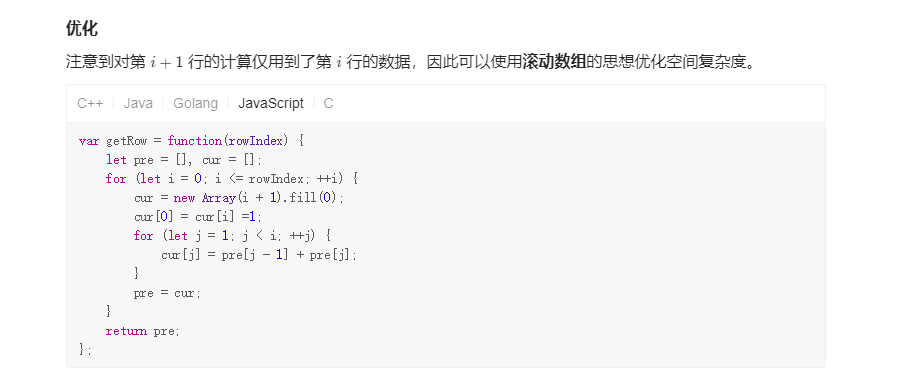 优化
注意到对第 i + 1 行的计算仅用到了第 i 行的数据，因此可以使用滚动数组的思想优化空间复杂度。
C++ Java Golang JavaScript C
var getRow = function(rowIndex) {
    let pre = [], cur = [];
    for (let i = 0; i <= rowIndex; ++i) {
        cur = new Array(i + 1).fill(0);
        cur[0] = cur[i] =1;
        for (let j = 1; j < i; ++j) {
            cur[j] = pre[j - 1] + pre[j];
        }
        pre = cur;
    }
    return pre;
};